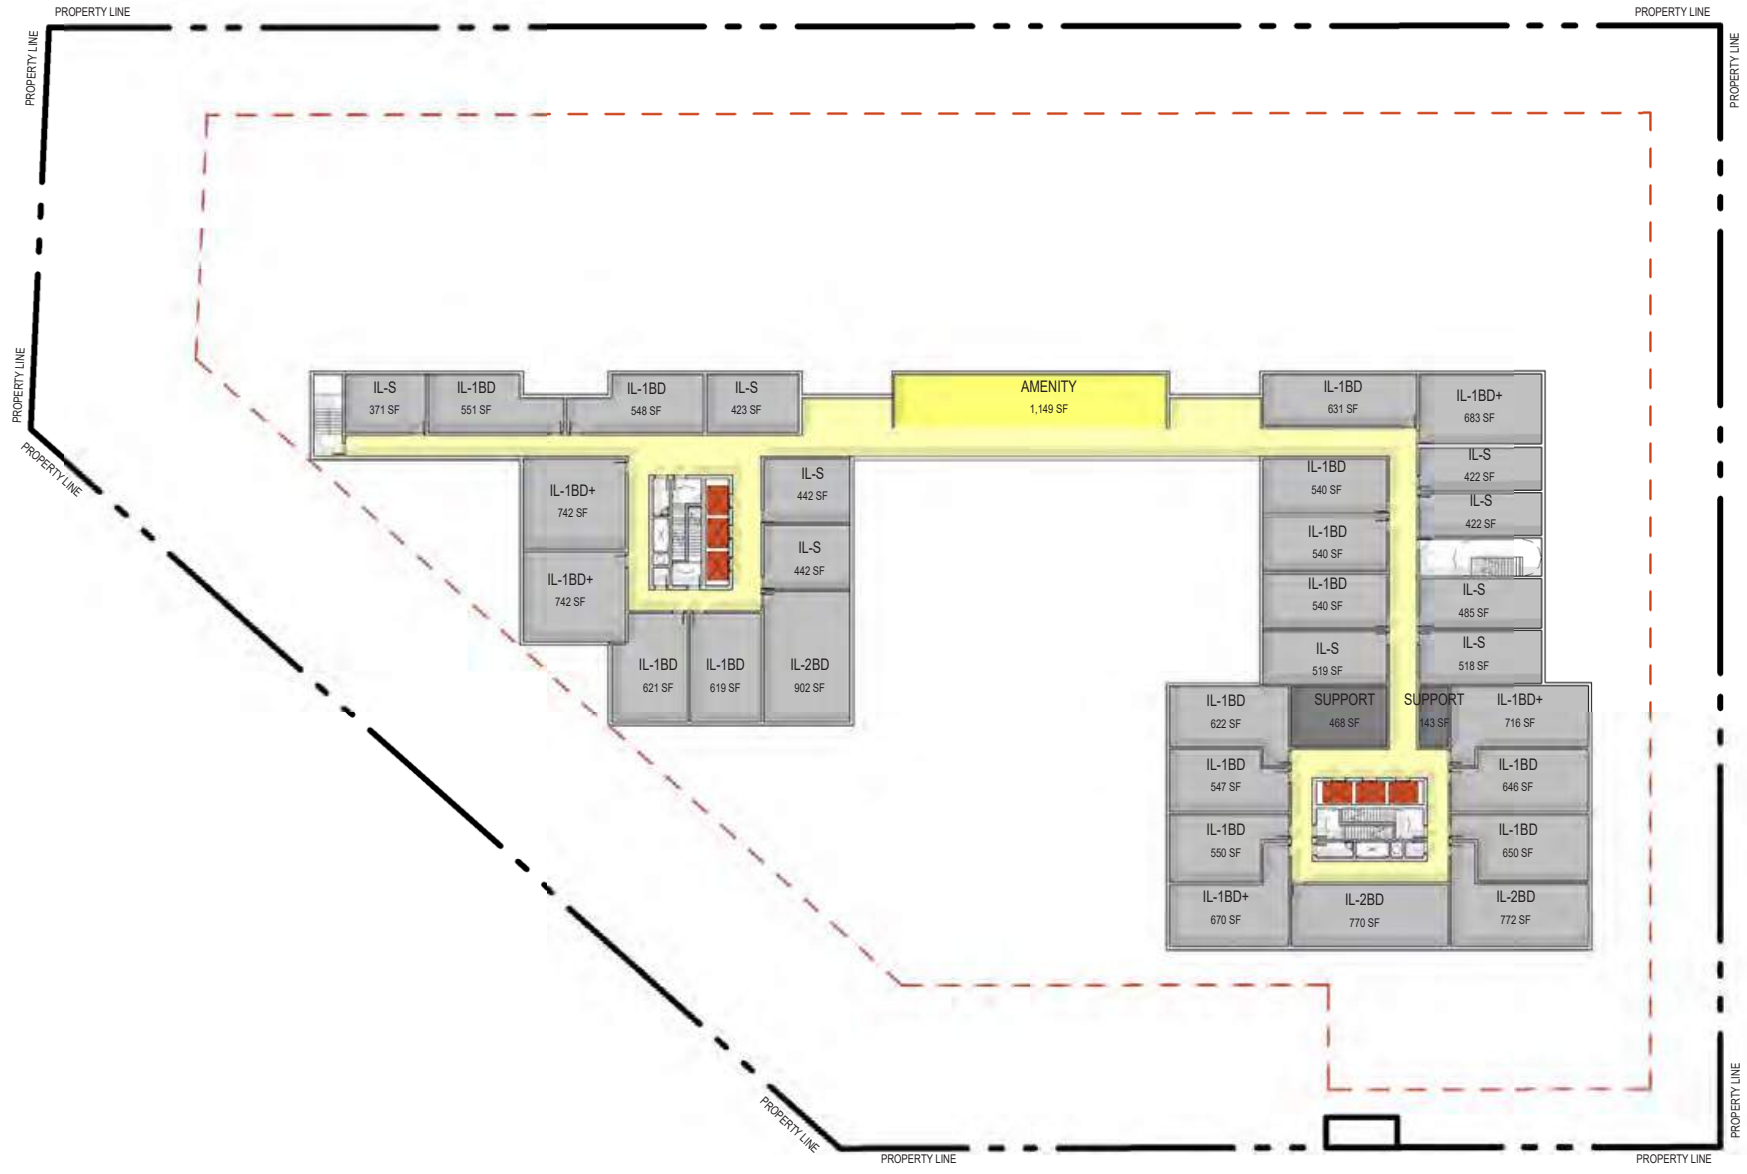 PROPERTY LINE
PROPERTY LINE
PROPERTY LINE
PROPERTY LINE
PROPERTY LINE
PROPERTY LINE
IL-S
371 SF
IL-1BD
551 SF
IL-1BD
548 SF
IL-S
423 SF
AMENITY
1,149 SF
IL-1BD
631 SF
IL-1BD+
683 SF
IL-1BD+
742 SF
IL-S
442 SF
IL-1BD
540 SF
IL-S
422 SF
IL-S
422 SF
IL-1BD+
742 SF
IL-S
442 SF
IL-1BD
540 SF
IL-1BD
540 SF
IL-S
485 SF
IL-1BD
621 SF
IL-1BD
619 SF
IL-2BD
902 SF
IL-S
519 SF
IL-S
518 SF
IL-1BD
622 SF
SUPPORT
468 SF
SUPPORT
143 SF
IL-1BD+
716 SF
IL-1BD
547 SF
IL-1BD
646 SF
IL-1BD
550 SF
IL-1BD
650 SF
IL-1BD+
670 SF
IL-2BD
770 SF
IL-2BD
772 SF
PROPERTY LINE
PROPERTY LINE
PROPERTY LINE
PROPERTY LINE